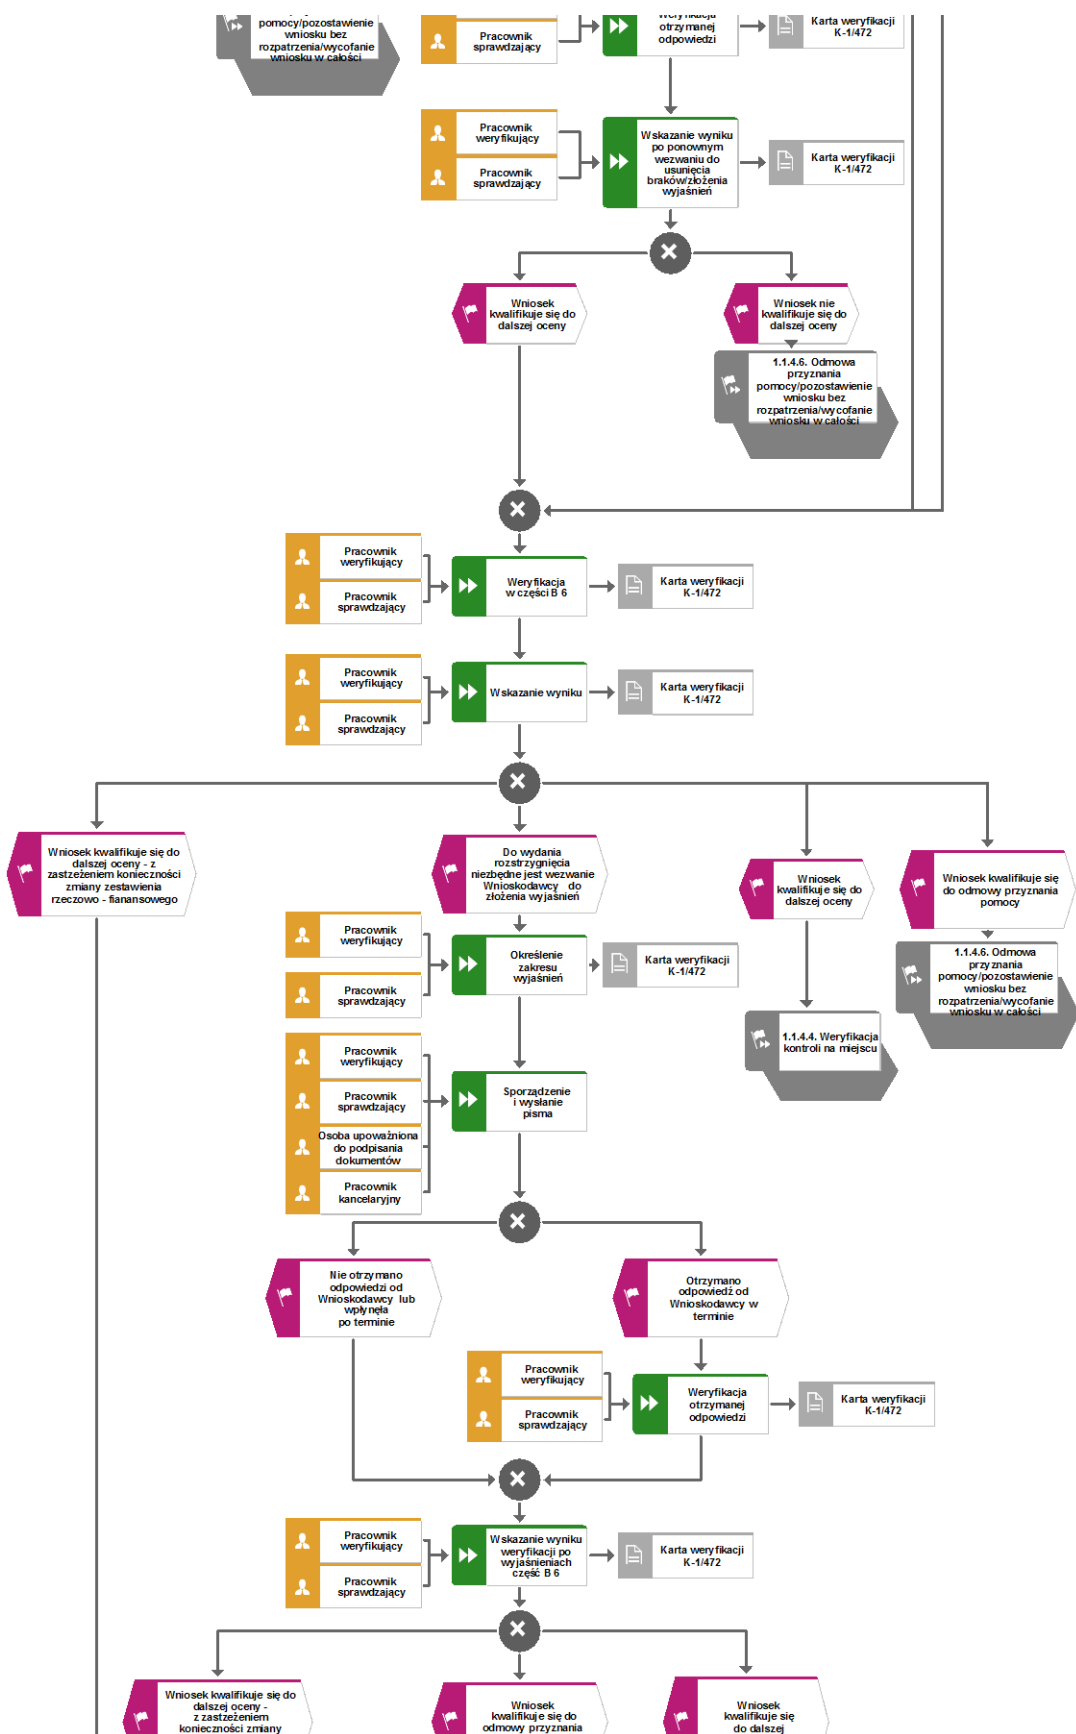 pomocy/pozostawienie
wniosku bez
rozpatrzenia/wycofanie
wniosku w całości
Pracownik
sprawdzający
Weryfikacja
otrzymanej
odpowiedzi
Karta weryfikacji
K-1/472
Pracownik
weryfikujący
Pracownik
sprawdzający
Wskazanie wyniku
po ponownym
wezwaniu do
usunięcia
braków/złożenia
wyjaśnień
Karta weryfikacji
K-1/472
Wniosek
kwalifikuje się do
dalszej oceny
Wniosek nie
kwalifikuje się do
dalszej oceny
1.1.4.6. Odmowa
przyznania
pomocy/pozostawienie
wniosku bez
rozpatrzenia/wycofanie
wniosku w całości
Pracownik
weryfikujący
Pracownik
sprawdzający
Weryfikacja
w części B 6
Karta weryfikacji
K-1/472
Pracownik
weryfikujący
Pracownik
sprawdzający
Wskazanie wyniku
Karta weryfikacji
K-1/472
Wniosek kwalifikuje się do
dalszej oceny - z
zastzeżeniem konieczności
zmiany zestawienia
rzeczowo - fianansowego
Do wydania
rozstrzygnięcia
niezbędne jest wezwanie
Wnioskodawcy do
złożenia wyjaśnień
Wniosek
kwalifikuje się do
dalszej oceny
Wniosek kwalifikuje się
do odmowy przyznania
pomocy
Pracownik
weryfikujący
Pracownik
sprawdzający
Określenie
zakresu
wyjaśnień
Karta weryfikacji
K-1/472
1.1.4.4. Weryfikacja
kontroli na miejscu
1.1.4.6. Odmowa
przyznania
pomocy/pozostawienie
wniosku bez
rozpatrzenia/wycofanie
wniosku w całości
Pracownik
weryfikujący
Pracownik
sprawdzający
Osoba upoważniona
do podpisania
dokumentów
Pracownik
kancelaryjny
Sporządzenie
i wysłanie
pisma
Nie otrzymano
odpowiedzi od
Wnioskodawcy lub
wpłynęła
po terminie
Otrzymano
odpowiedź od
Wnioskodawcy w
terminie
Pracownik
weryfikujący
Pracownik
sprawdzający
Weryfikacja
otrzymanej
odpowiedzi
Karta weryfikacji
K-1/472
Pracownik
weryfikujący
Pracownik
sprawdzający
Wskazanie wyniku
weryfikacji po
wyjaśnieniach
część B 6
Karta weryfikacji
K-1/472
Wniosek kwalifikuje się do
dalszej oceny -
z zastzeżeniem
konieczności zmiany
Wniosek
kwalifikuje się do
odmowy przyznania
Wniosek
kwalifikuje się
do dalszej